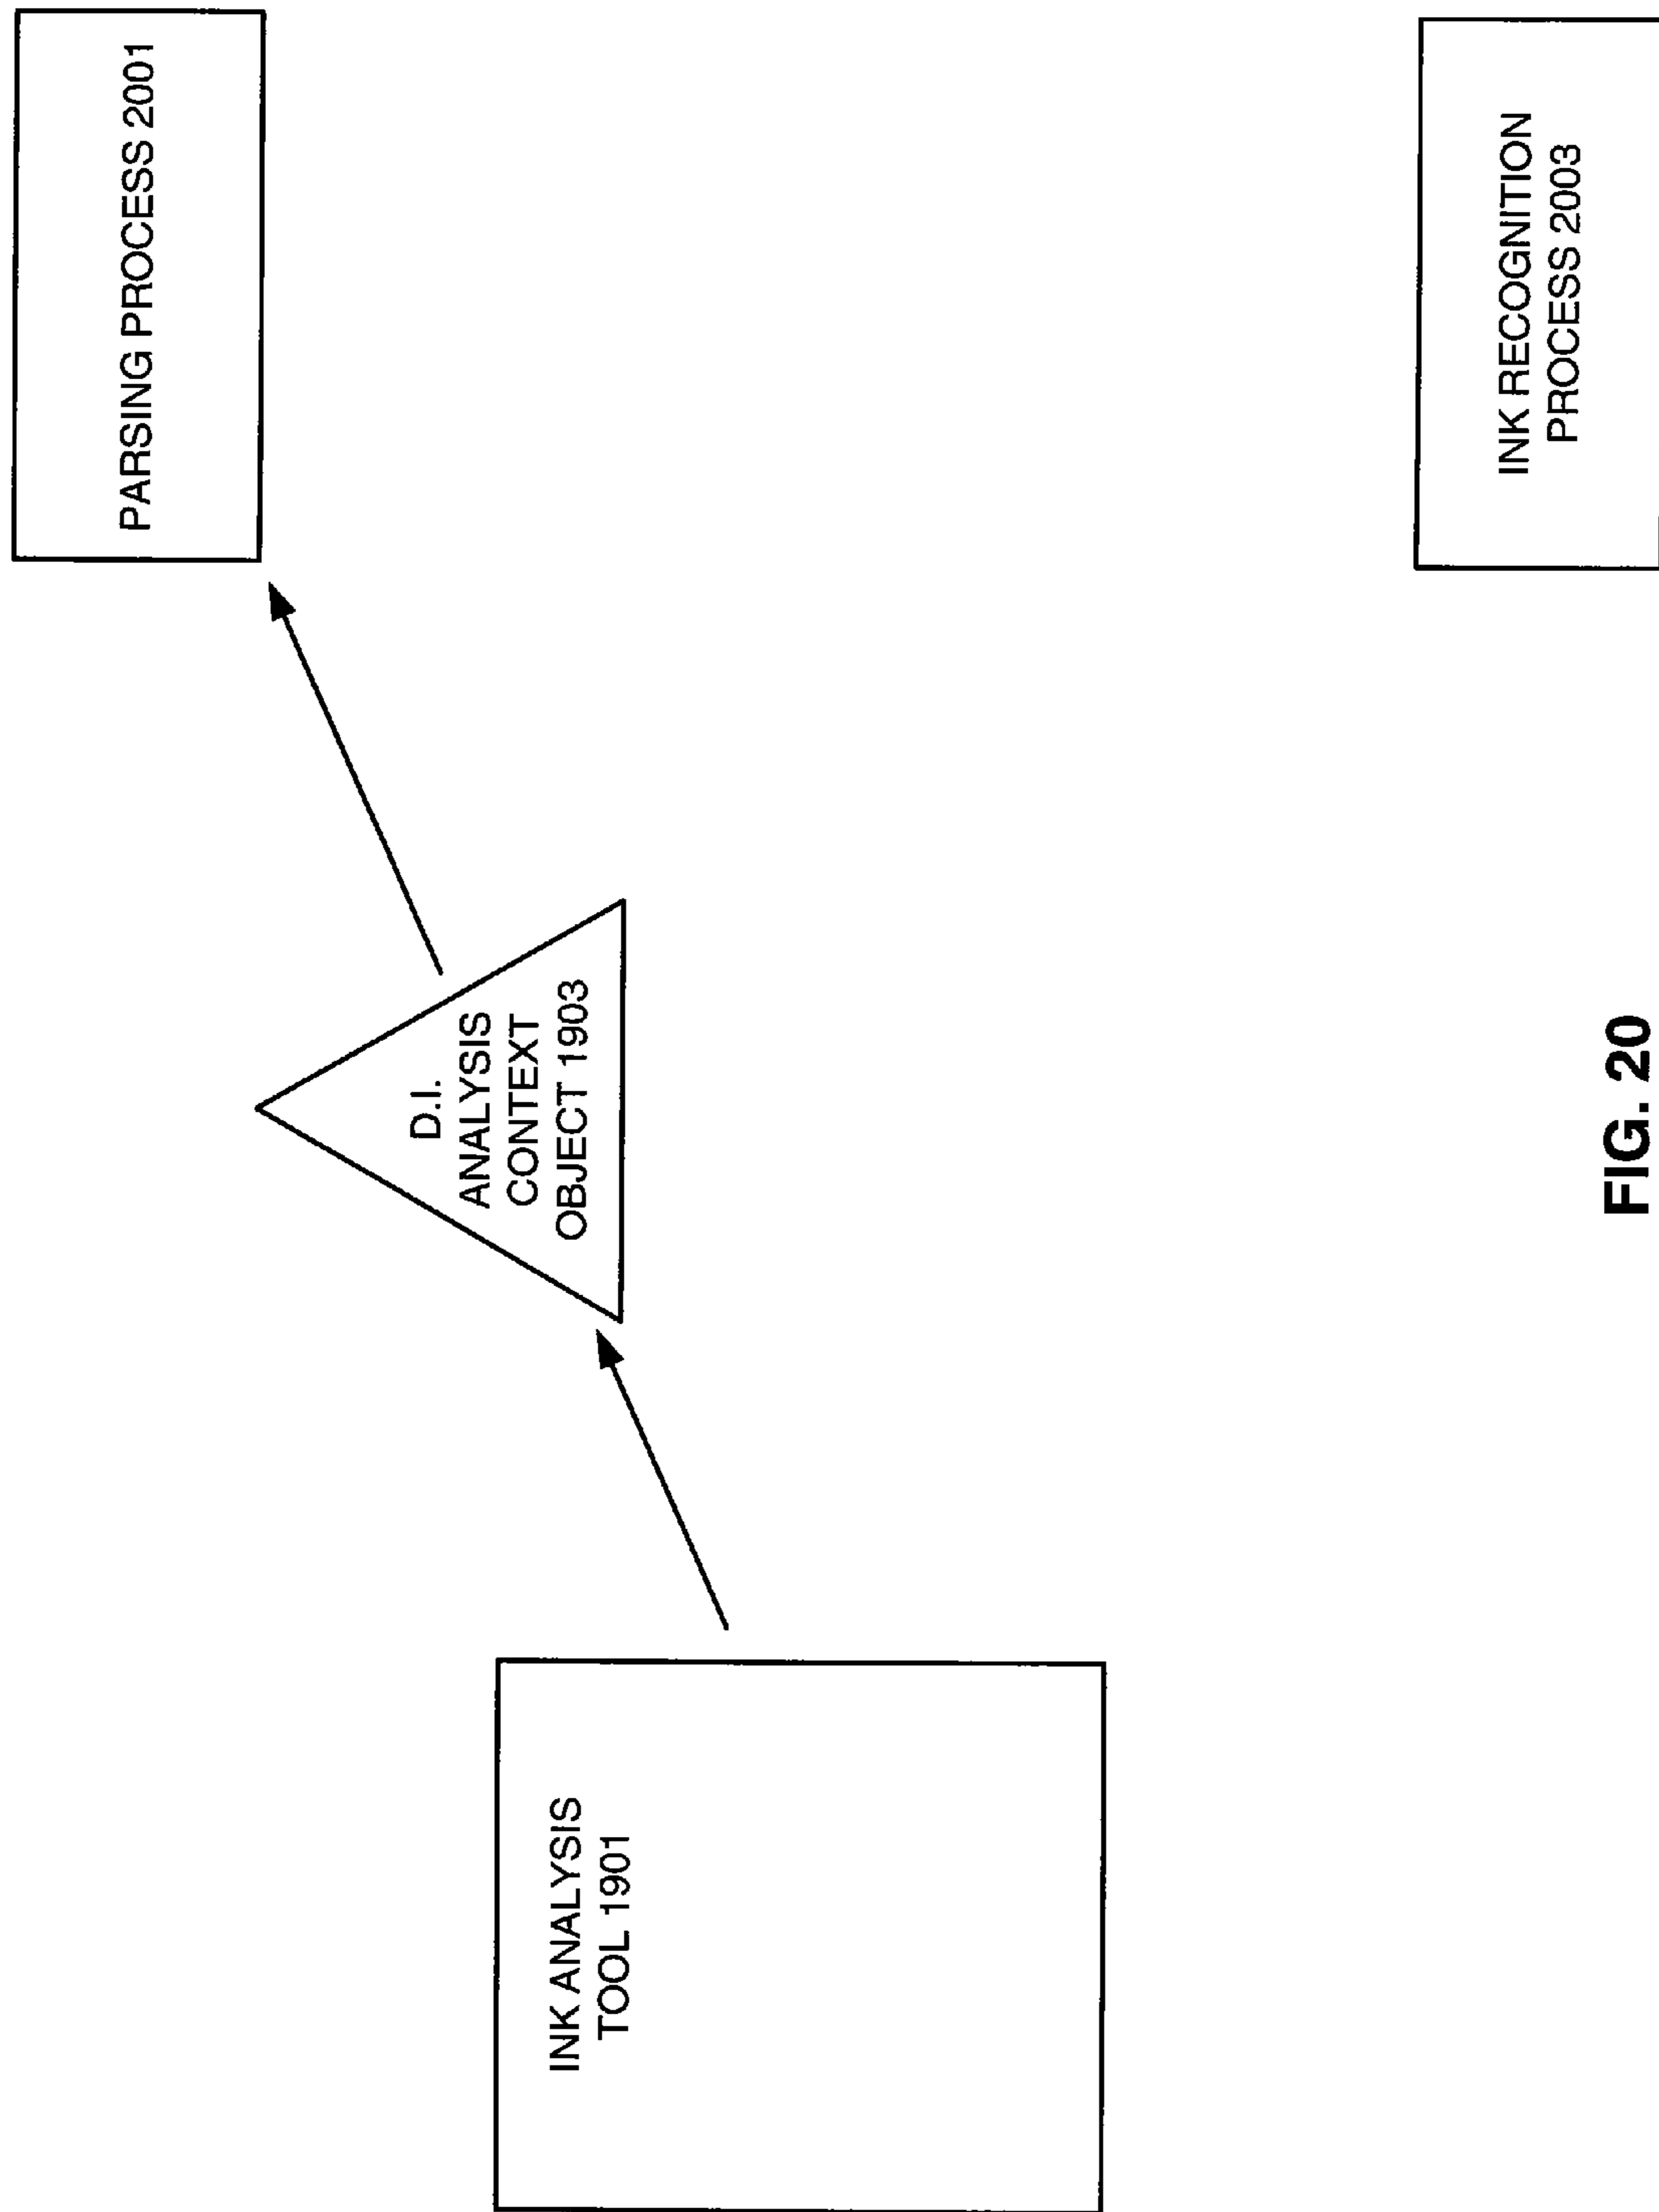 PARSING PROCESS 2001
D.I.
ANALYSIS
CONTEXT
OBJECT 1903
INK ANALYSIS
TOOL 1901
INK RECOGNITION
PROCESS 2003
FIG. 20